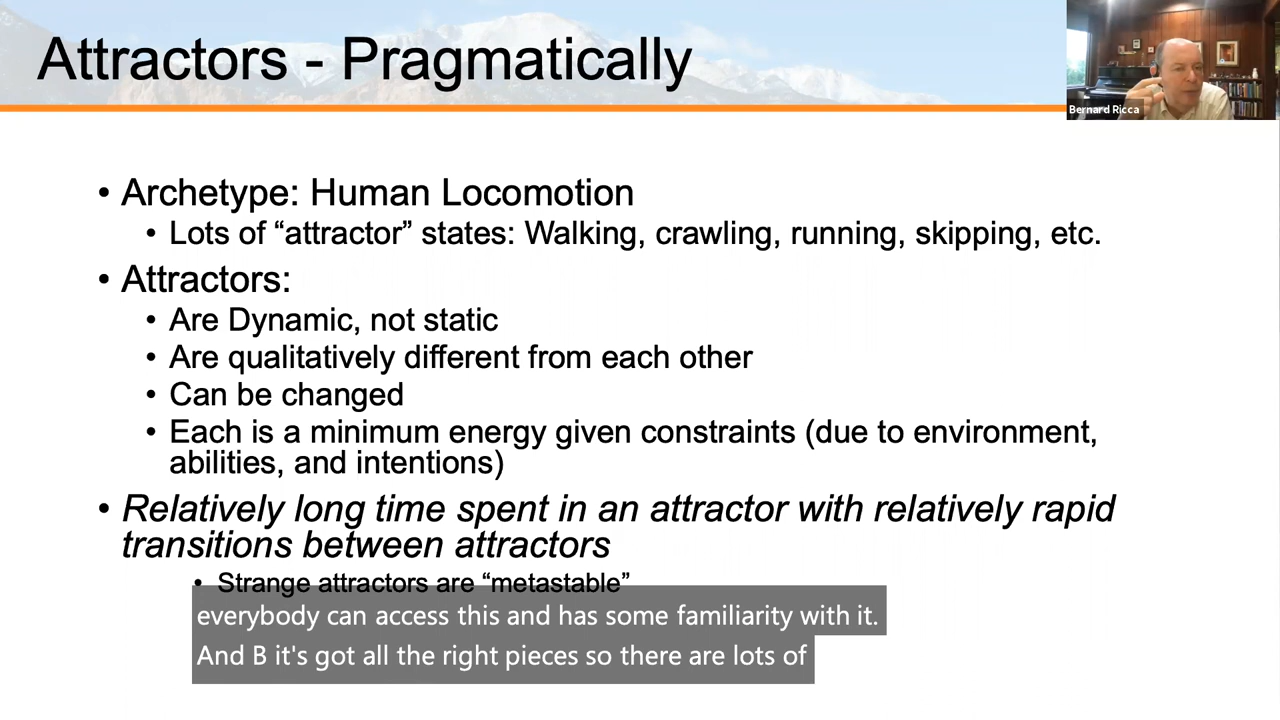 Attractors - Pragmatically
Bernard Ricca
• Archetype: Human Locomotion
• Lots of “attractor” states: Walking, crawling, running, skipping, etc.
• Attractors:
• Are Dynamic, not static
• Are qualitatively different from each other
• Can be changed
• Each is a minimum energy given constraints (due to environment,
abilities, and intentions)
• Relatively long time spent in an attractor with relatively rapid
transitions between attractors
• Strange attractors are “metastable”
everybody can access this and has some familiarity with it.
And B it's got all the right pieces so there are lots of